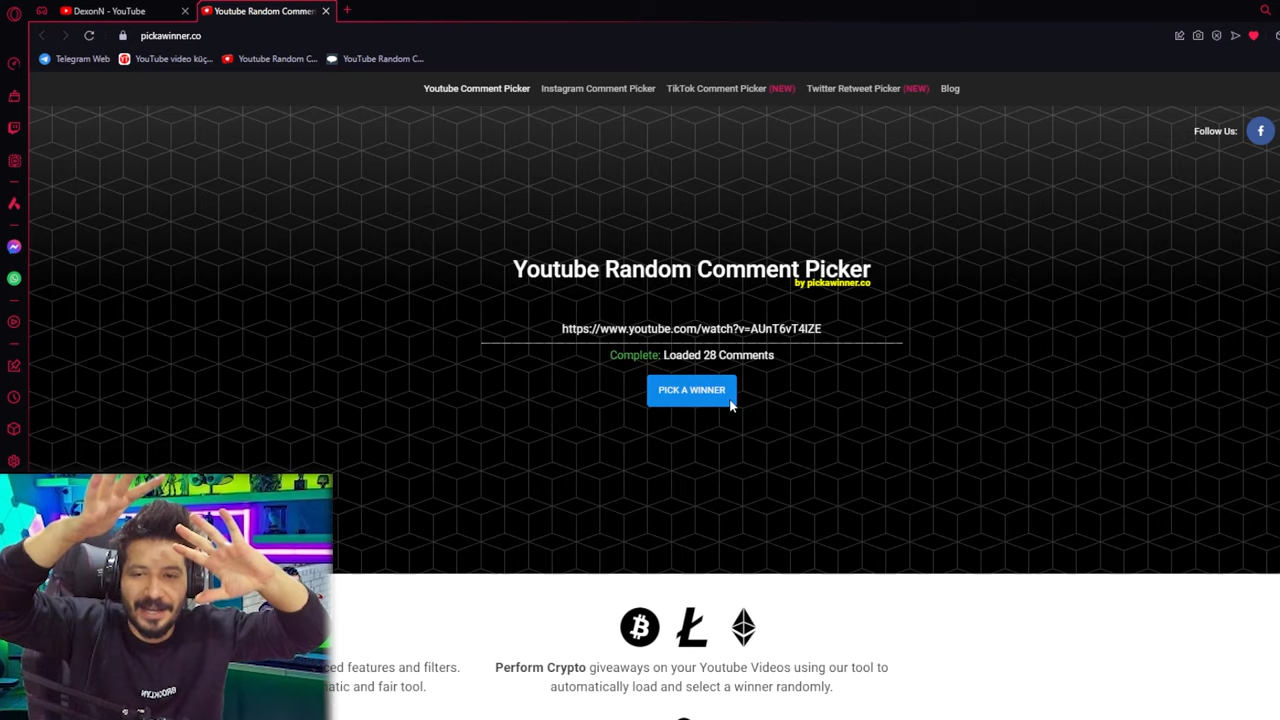 DexonN - YouTube
Youtube Random Commen
pickawinner.co
Telegram Web
YouTube video küç...
Youtube Random C...
YouTube Random C...
Youtube Comment Picker
Instagram Comment Picker
TikTok Comment Picker (NEW)
Twitter Retweet Picker (NEW)
Blog
Follow Us:
Youtube Random Comment Picker
by pickawinner.co
https://www.youtube.com/watch?v=AUnT6vT4IZE
Complete: Loaded 28 Comments
PICK A WINNER
ced features and filters.
atic and fair tool.
Perform Crypto giveaways on your Youtube Videos using our tool to
automatically load and select a winner randomly.
BROOKLYN